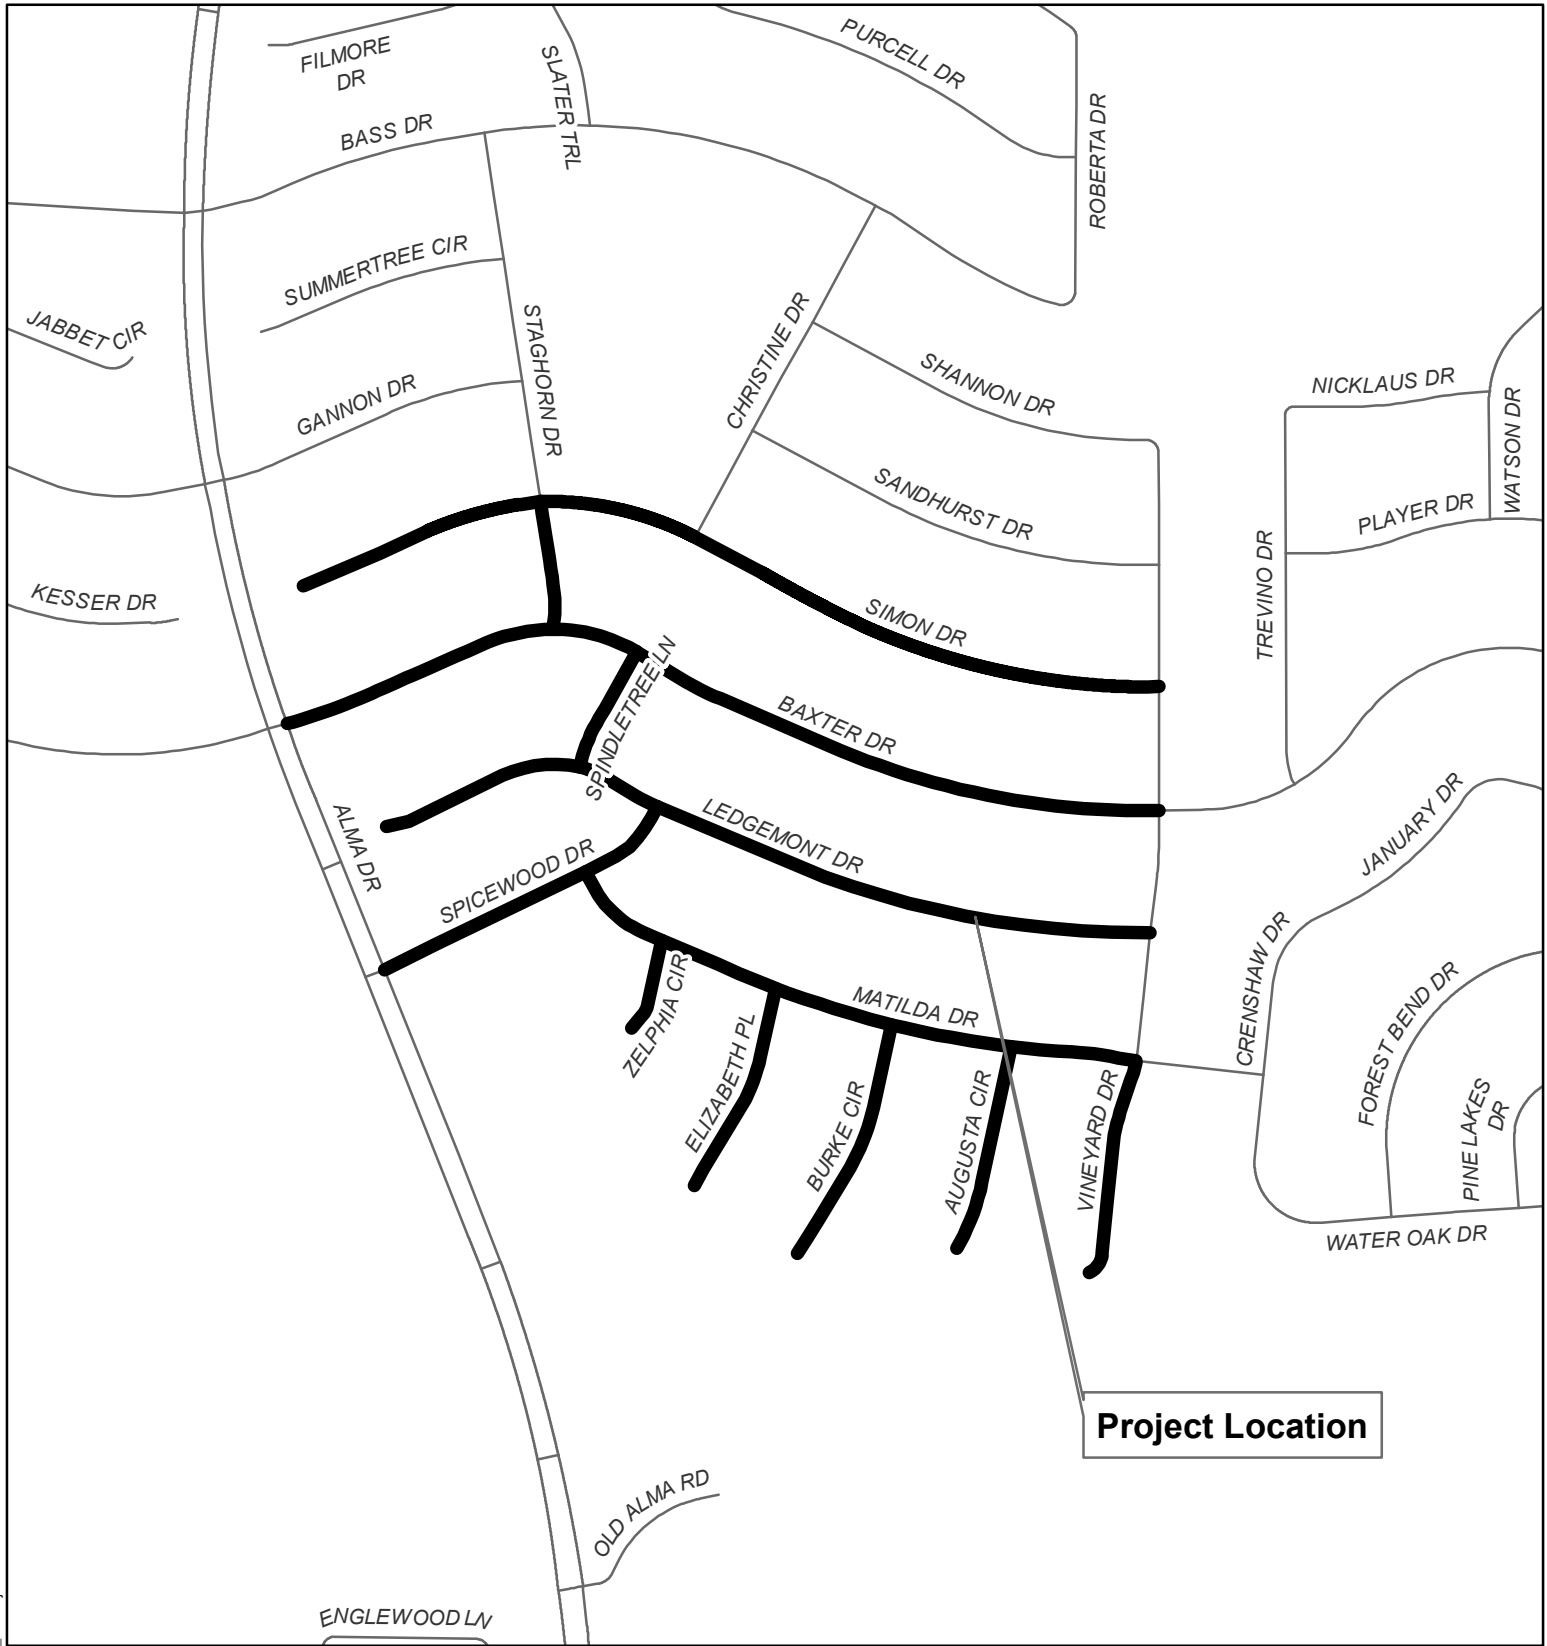 FILMORE
DR
SLATER TRL
PURCELL DR
BASS DR
ROBERTA DR
SUMMERTREE CIR
JABBET CIR
STAGHORN DR
CHRISTINE DR
SHANNON DR
NICKLAUS DR
WATSON DR
GANNON DR
SANDHURST DR
PLAYER DR
TREVINO DR
KESSER DR
SIMON DR
SPINDLETREE LN
BAXTER DR
ALMA DR
LEDGEMONT DR
JANUARY DR
SPICEWOOD DR
CRENSHAW DR
ZELPHIA CIR
MATILDA DR
FOREST BEND DR
ELIZABETH PL
BURKE CIR
AUGUSTA CIR
VINEYARD DR
PINE LAKES
DR
WATER OAK DR
Project Location
OLD ALMA RD
ENGLEWOOD LN